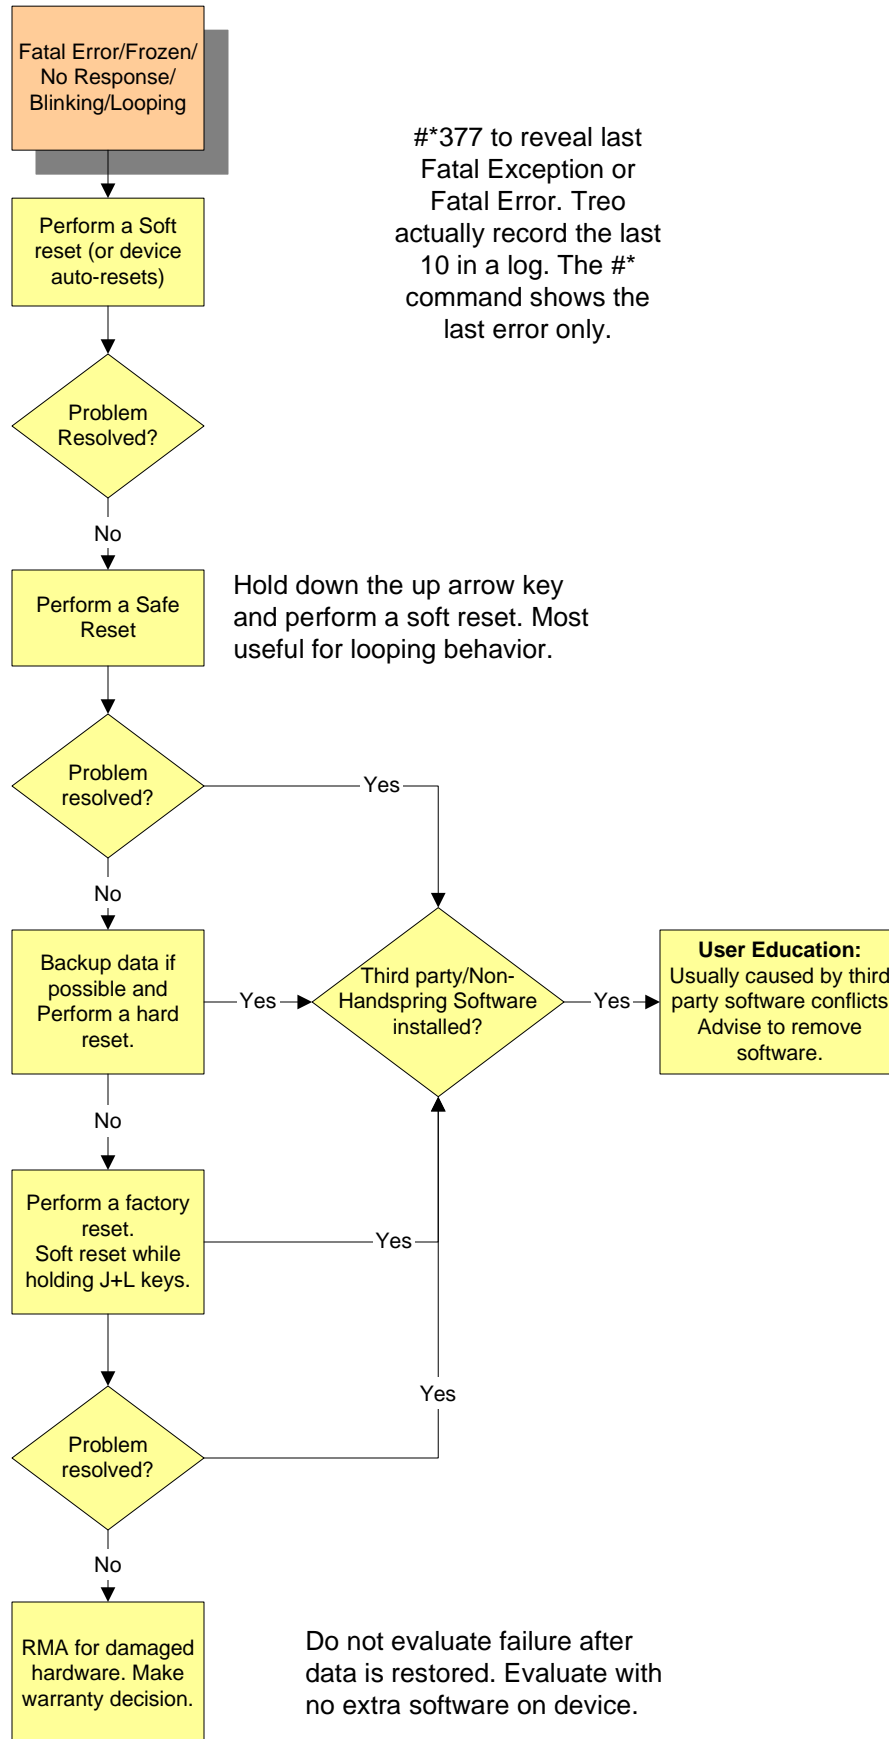 Fatal Error/Frozen/
No Response/
Blinking/Looping
#*377 to reveal last
Fatal Exception or
Fatal Error. Treo
actually record the last
10 in a log. The #*
command shows the
last error only.
Perform a Soft
reset (or device
auto-resets)
Problem
Resolved?
No
Perform a Safe
Reset
Hold down the up arrow key
and perform a soft reset. Most
useful for looping behavior.
Problem
resolved?
Yes
No
Backup data if
possible and
Perform a hard
reset.
Yes
Third party/Non-
Handspring Software
installed?
Yes
User Education:
Usually caused by third
party software conflicts
Advise to remove
software.
No
Perform a factory
reset.
Soft reset while
holding J+L keys.
Yes
Problem
resolved?
Yes
No
RMA for damaged
hardware. Make
warranty decision.
Do not evaluate failure after
data is restored. Evaluate with
no extra software on device.